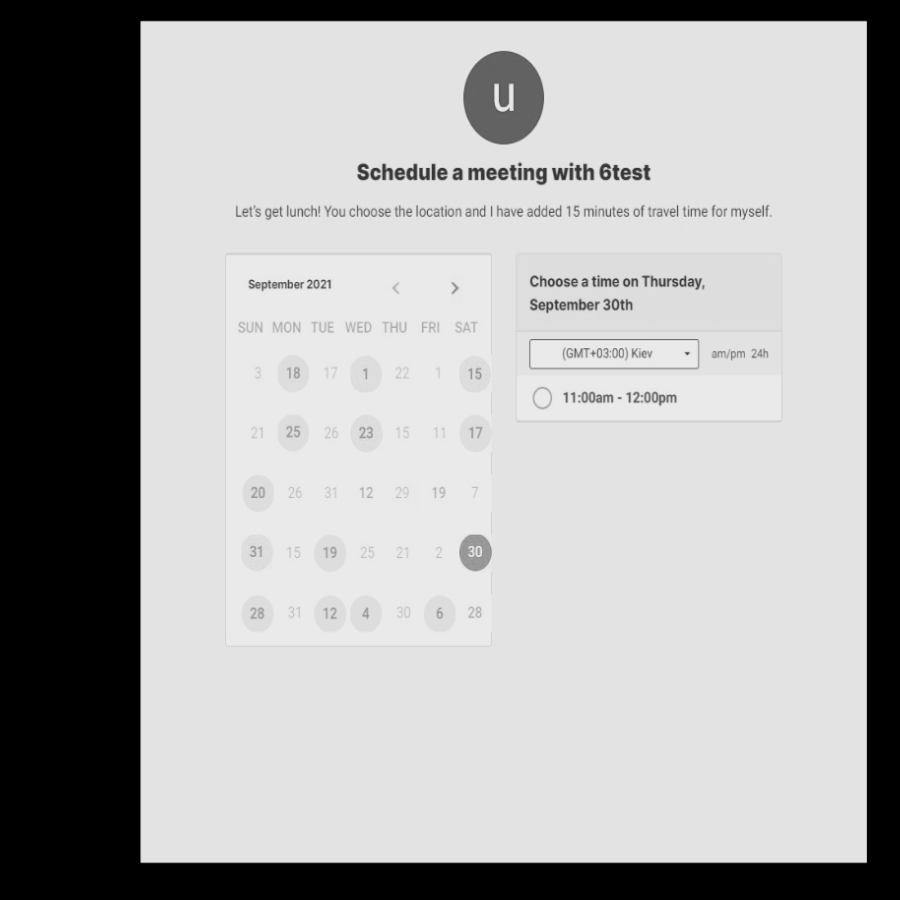 u
Schedule a meeting with 6test
Let's get lunch! You choose the location and I have added 15 minutes of travel time for myself.
September 2021
SUN MON TUE WED THU FRI SAT
3 18 17 1 22 1 15
21 25 26 23 15 11 17
20 26 31 12 29 19 7
31 15 19 25 21 2 30
28 31 12 4 30 6 28
Choose a time on Thursday,
September 30th
(GMT+03:00) Kiev am/pm 24h
11:00am - 12:00pm